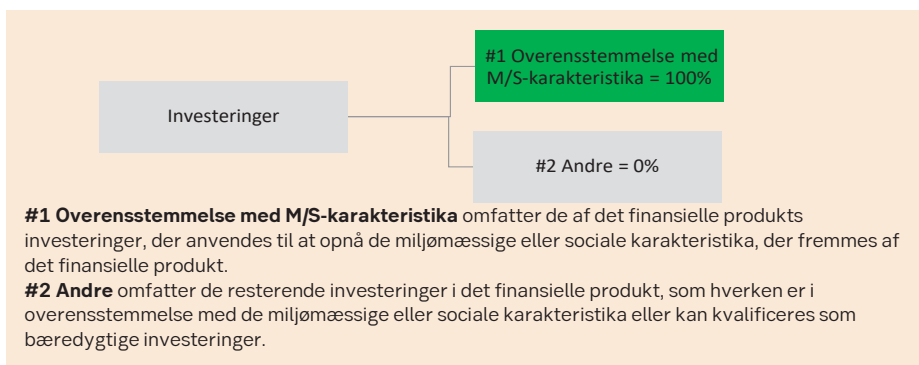 #1 Overensstemmelse med
M/S-karakteristika = 100%
Investeringer
#2 Andre = 0%
#1 Overensstemmelse med M/S-karakteristika omfatter de af det finansielle produkts
investeringer, der anvendes til at opnå de miljømæssige eller sociale karakteristika, der fremmes af
det finansielle produkt.
#2 Andre omfatter de resterende investeringer i det finansielle produkt, som hverken er i
overensstemmelse med de miljømæssige eller sociale karakteristika eller kan kvalificeres som
bæredygtige investeringer.